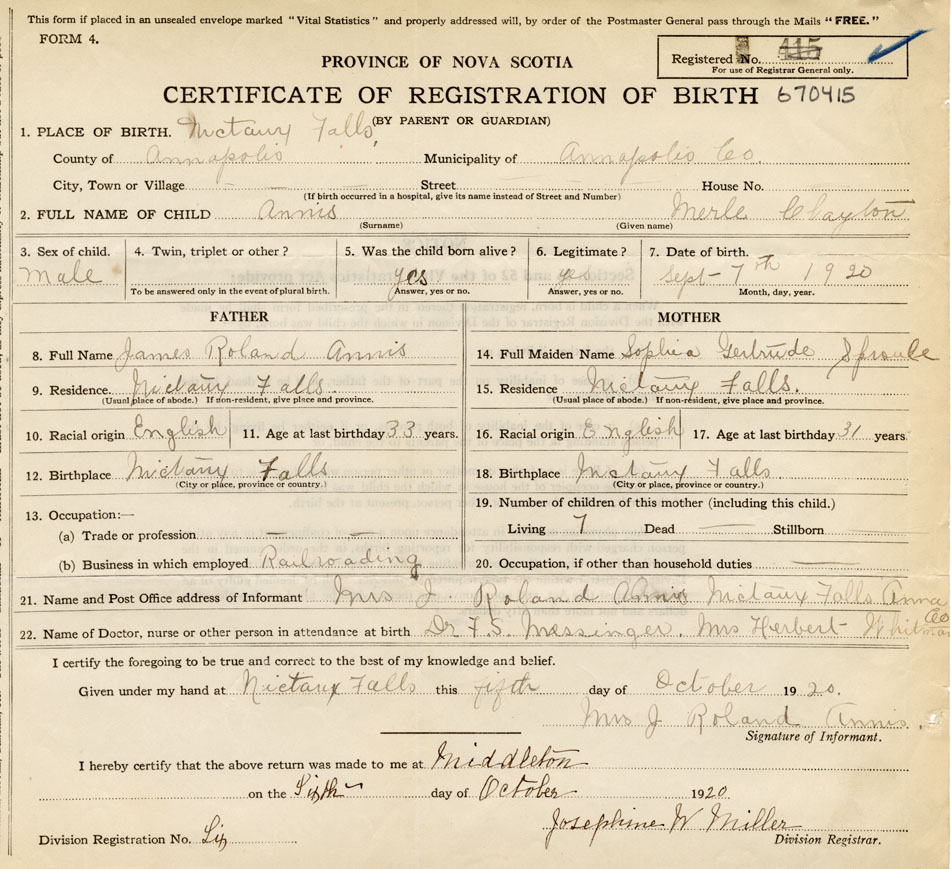 This form if placed in an unsealed envelope marked "Vital Statistics" and properly addressed will, by order of the Postmaster General pass through the Mails "FREE."
FORM 4.
Registered No. 415
For use of Registrar General only.
PROVINCE OF NOVA SCOTIA
CERTIFICATE OF REGISTRATION OF BIRTH 670415
(BY PARENT OR GUARDIAN)
1. PLACE OF BIRTH. Nictaux Falls
County of Annapolis Municipality of Annapolis Co.
City, Town or Village — — — Street — House No.
(If birth occurred in a hospital, give its name instead of Street and Number)
2. FULL NAME OF CHILD Annis Merle Clayton
(Surname) (Given name)
3. Sex of child. 4. Twin, triplet or other? 5. Was the child born alive? 6. Legitimate? 7. Date of birth.
Male yes yes Sept - 7th 1920
To be answered only in the event of plural birth. Answer, yes or no. Answer, yes or no. Month, day, year.
FATHER MOTHER
8. Full Name James Roland Annis 14. Full Maiden Name Sophia Gertrude Sproule
9. Residence. Nictaux Falls 15. Residence Nictaux Falls.
(Usual place of abode.) If non-resident, give place and province. (Usual place of abode.) If non-resident, give place and province.
10. Racial origin English 11. Age at last birthday 33 years. 16. Racial origin English 17. Age at last birthday 31 years
12. Birthplace Nictaux Falls 18. Birthplace Nictaux Falls
(City or place, province or country.) (City or place, province or country.)
13. Occupation:— 19. Number of children of this mother (including this child.)
Living 7 Dead — Stillborn
(a) Trade or profession — —
(b) Business in which employed Railroading 20. Occupation, if other than household duties —
21. Name and Post Office address of Informant Mrs J. Roland Annis Nictaux Falls Anna Co
22. Name of Doctor, nurse or other person in attendance at birth Dr F. S. Messinger. Mrs Herbert Whitman
I certify the foregoing to be true and correct to the best of my knowledge and belief.
Given under my hand at Nictaux Falls this fifth day of October 1920.
Mrs J Roland Annis.
Signature of Informant.
I hereby certify that the above return was made to me at Middleton
on the Sixth day of October 1920
Josephine W Miller
Division Registration No. Six Division Registrar.